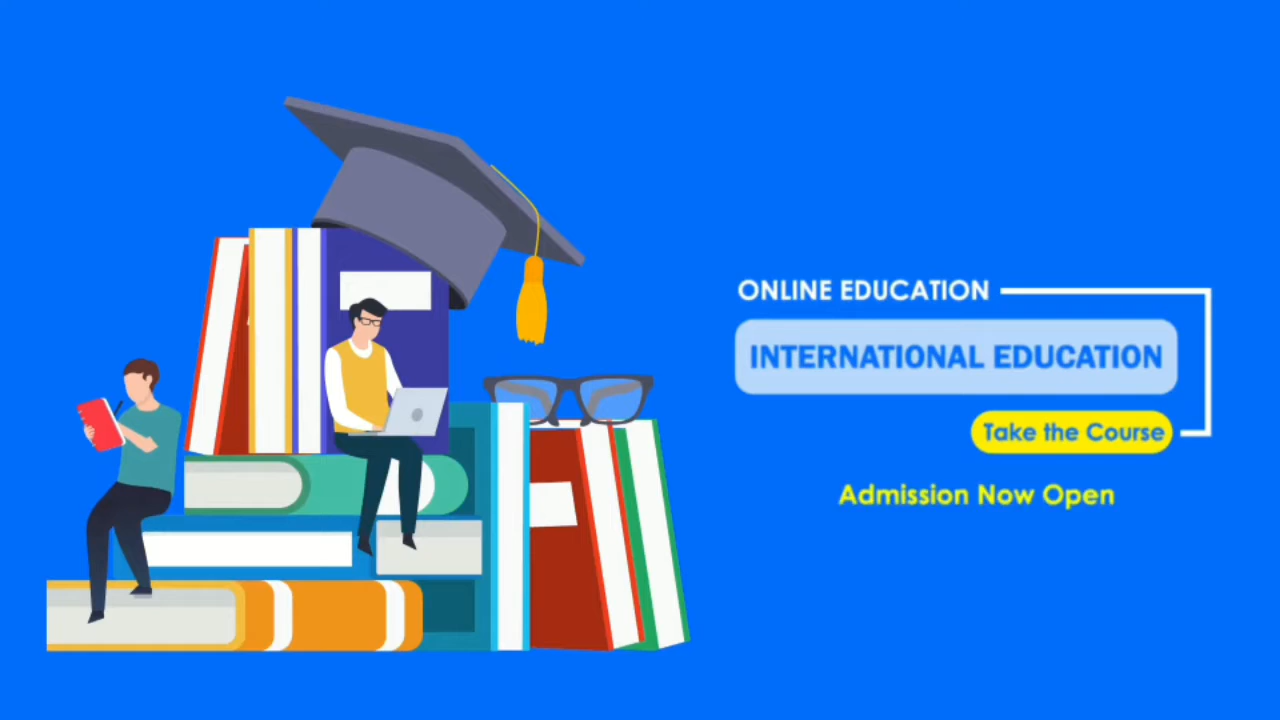 ONLINE EDUCATION
INTERNATIONAL EDUCATION
Take the Course
Admission Now Open